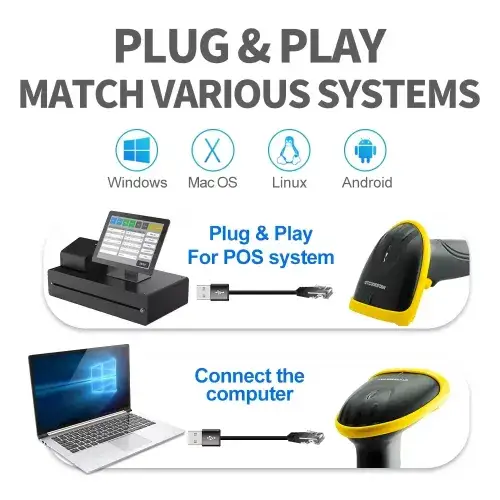 PLUG & PLAY
MATCH VARIOUS SYSTEMS
Windows
Mac OS
Linux
Android
Plug & Play
For POS system
Connect the
computer